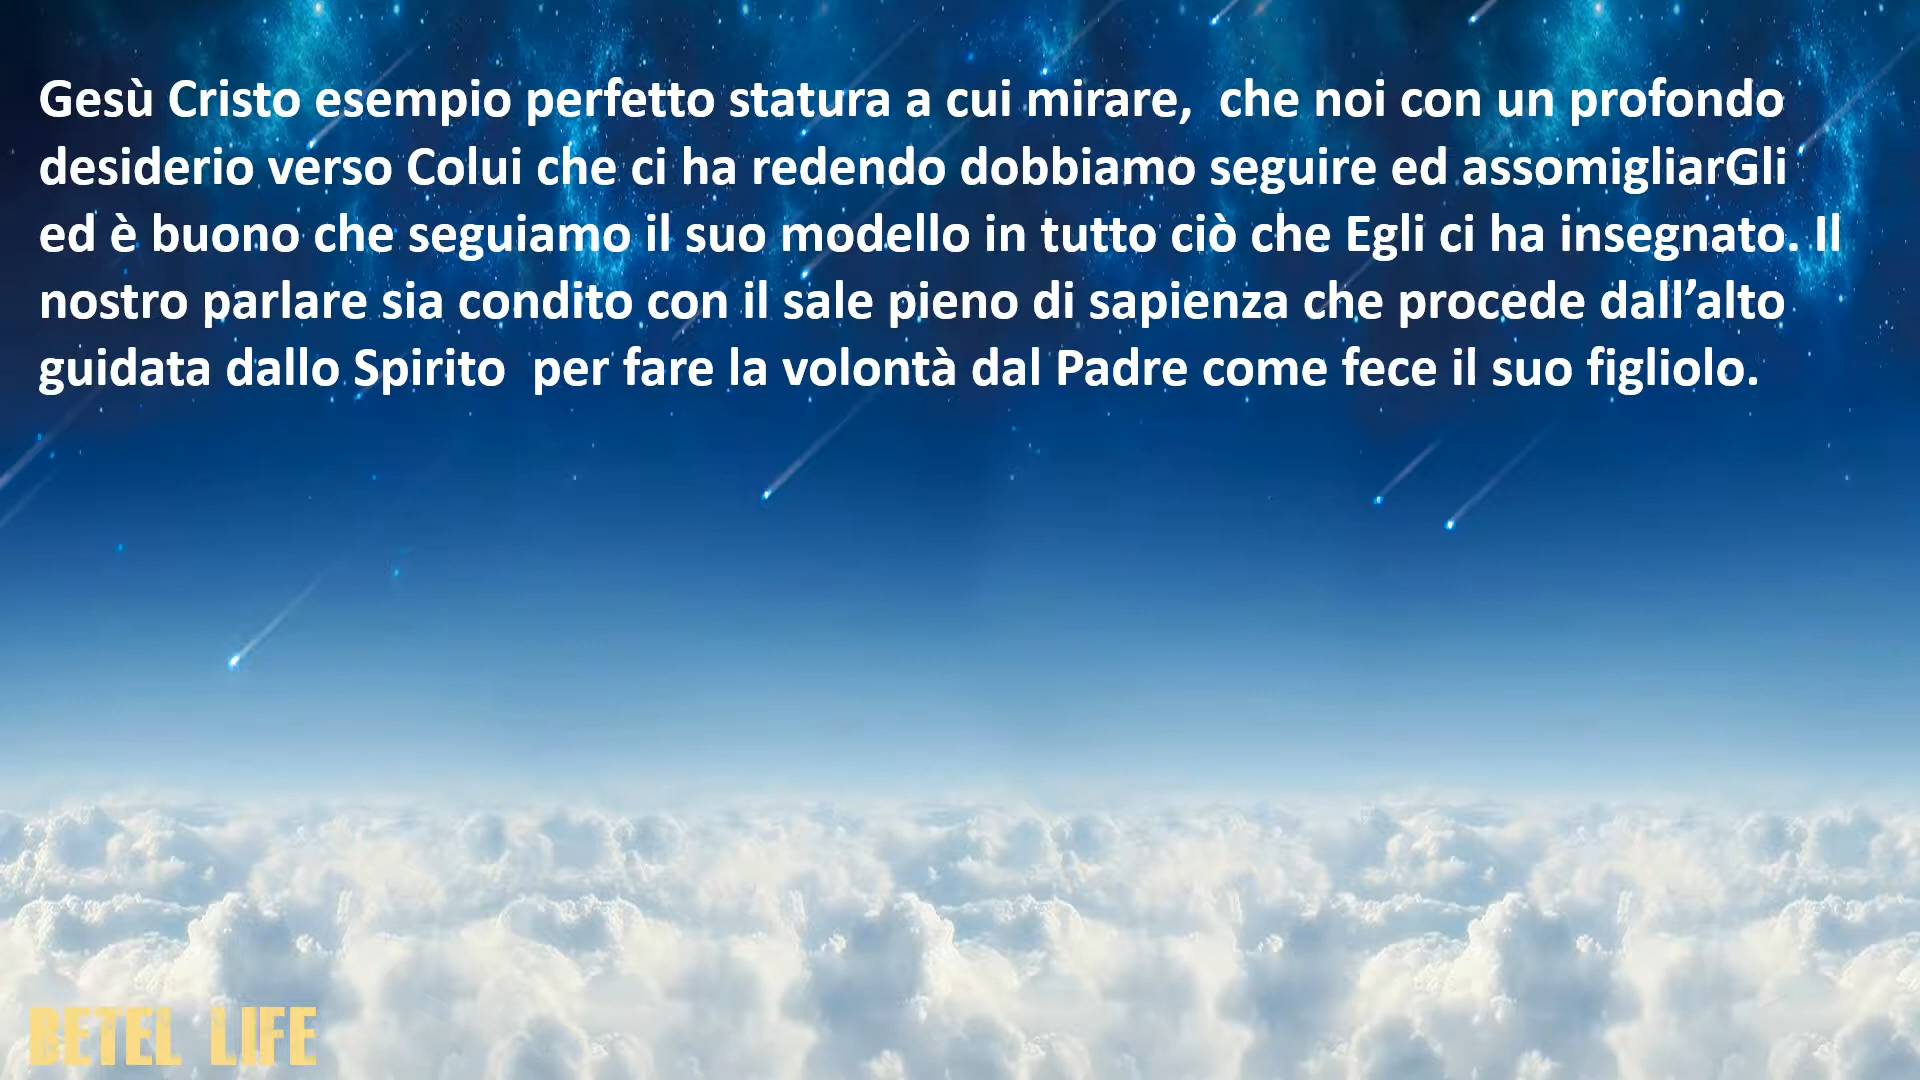 Gesù Cristo esempio perfetto statura a cui mirare,  che noi con un profondo
desiderio verso Colui che ci ha redendo dobbiamo seguire ed assomigliarGli
ed è buono che seguiamo il suo modello in tutto ciò che Egli ci ha insegnato. Il
nostro parlare sia condito con il sale pieno di sapienza che procede dall’alto
guidata dallo Spirito  per fare la volontà dal Padre come fece il suo figliolo.
BETEL LIFE